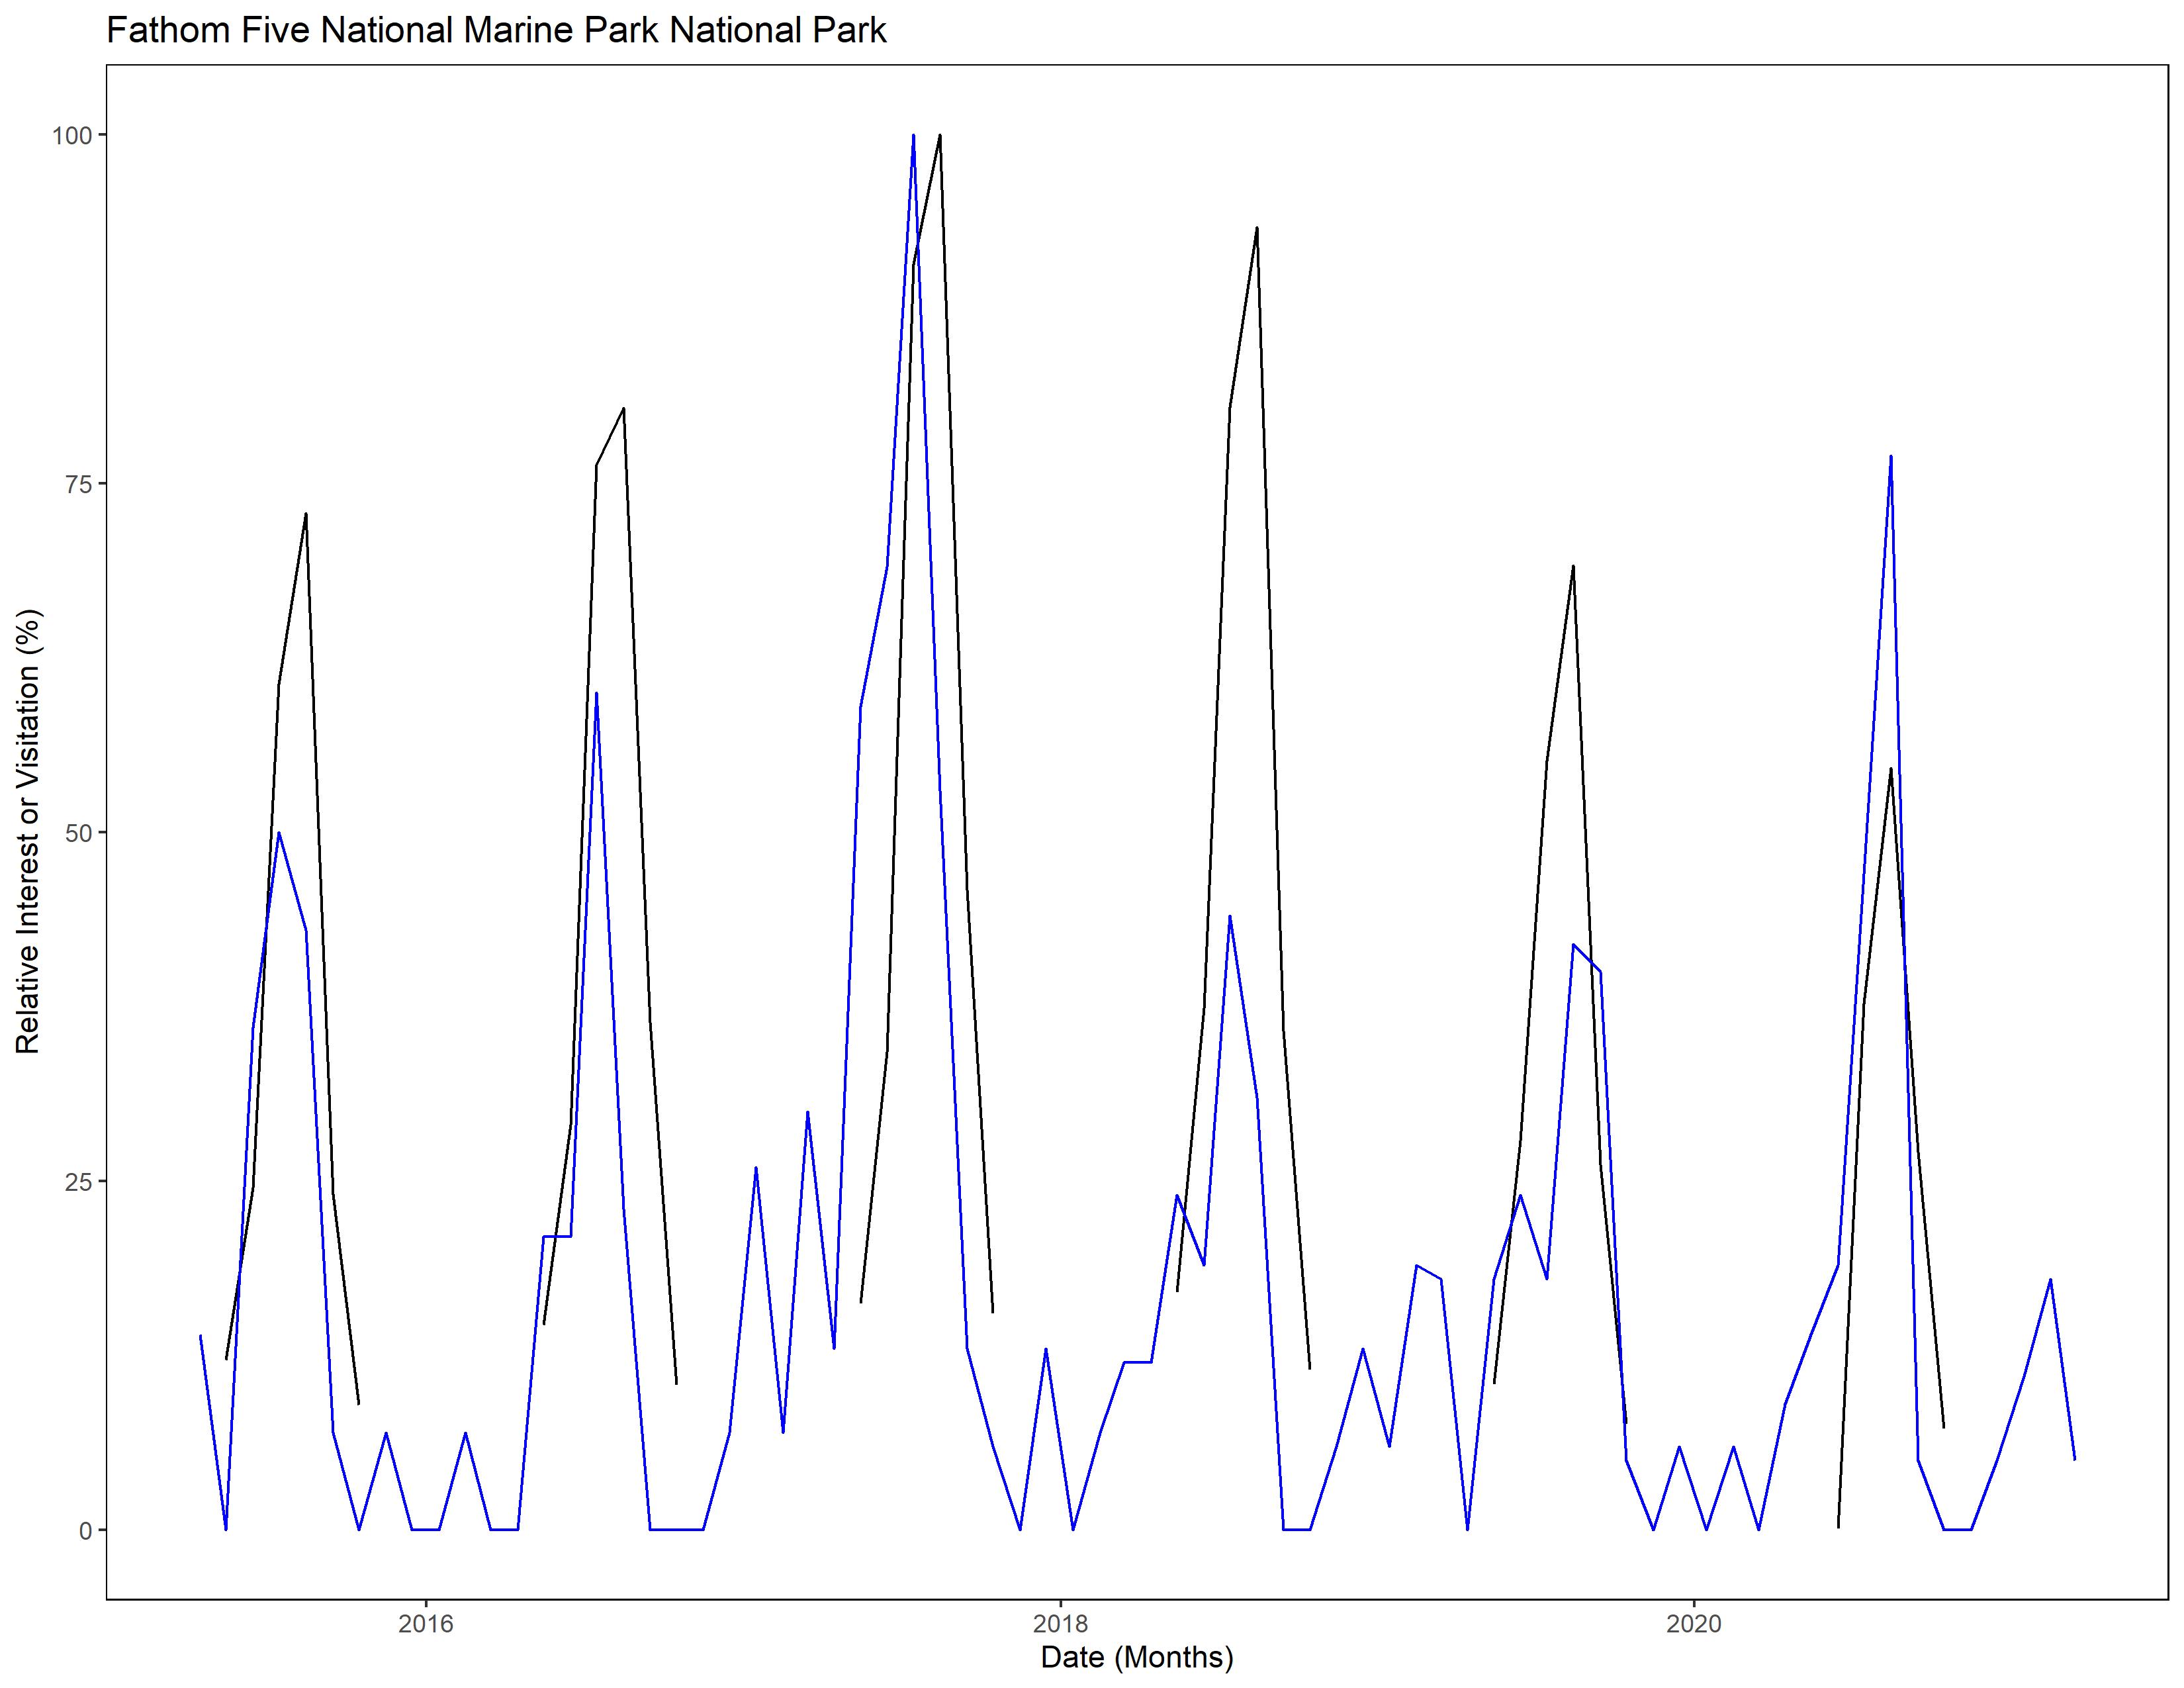 Fathom Five National Marine Park National Park
Relative Interest or Visitation (%)
100
75
50
25
0
2016 2018 2020
Date (Months)